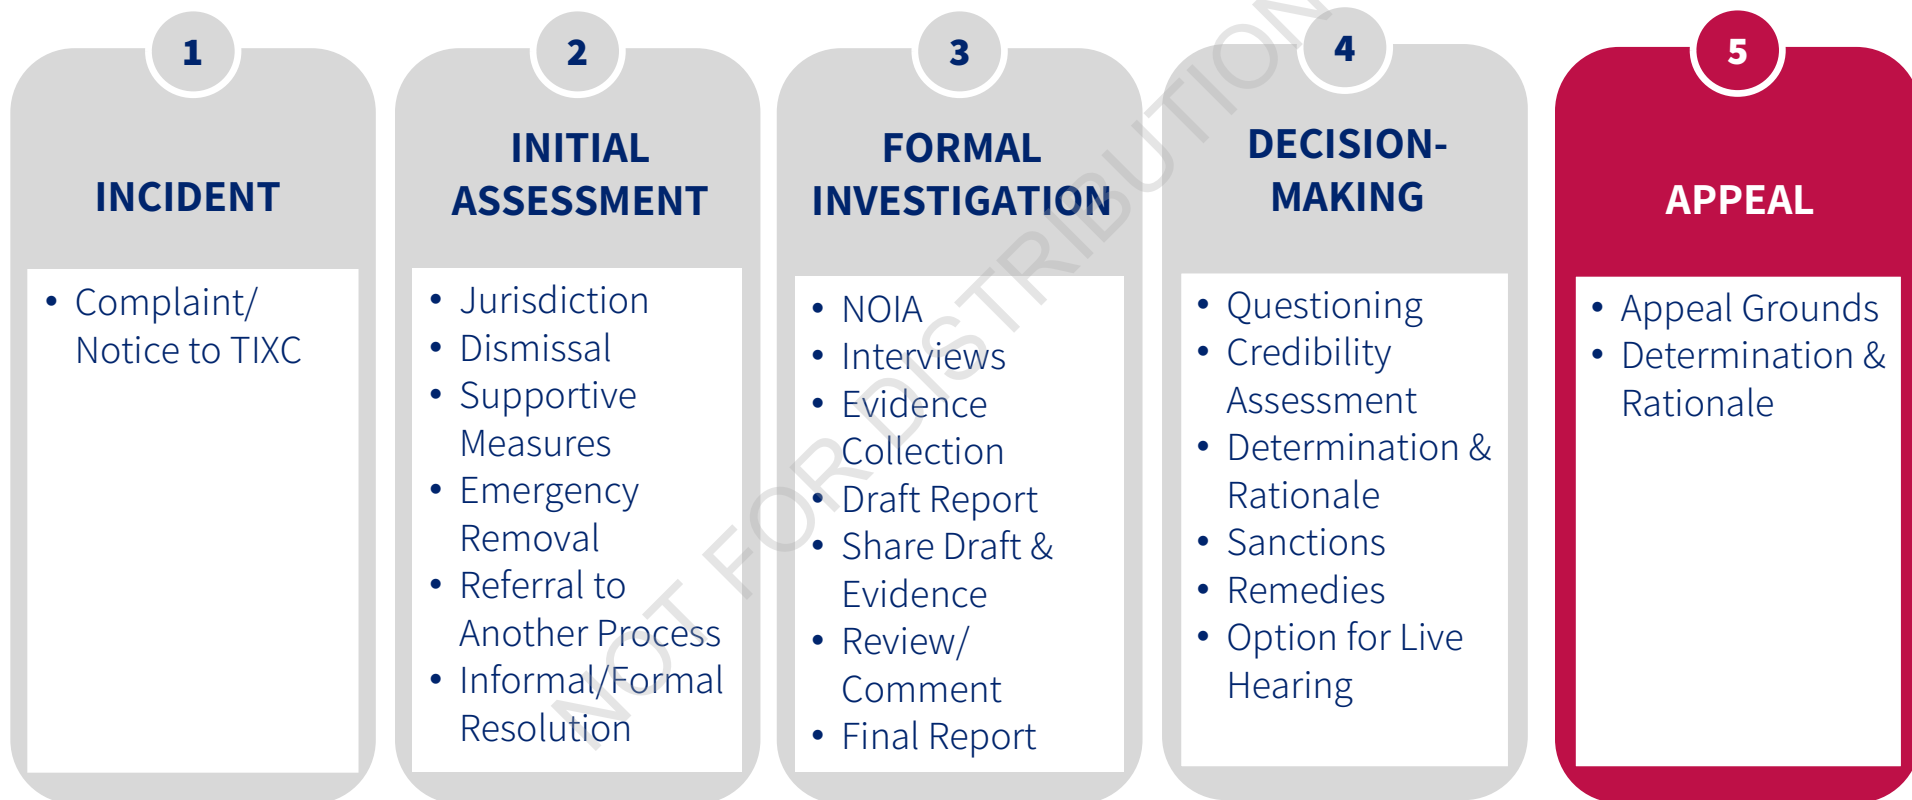 1
INCIDENT
• Complaint/
Notice to TIXC
2
INITIAL
ASSESSMENT
• Jurisdiction
• Dismissal
• Supportive
Measures
• Emergency
Removal
• Referral to
Another Process
• Informal/Formal
Resolution
3
FORMAL
INVESTIGATION
• NOIA
• Interviews
• Evidence
Collection
• Draft Report
• Share Draft &
Evidence
• Review/
Comment
• Final Report
4
DECISION-
MAKING
• Questioning
• Credibility
Assessment
• Determination &
Rationale
• Sanctions
• Remedies
• Option for Live
Hearing
5
APPEAL
• Appeal Grounds
• Determination &
Rationale
NOT FOR DISTRIBUTION